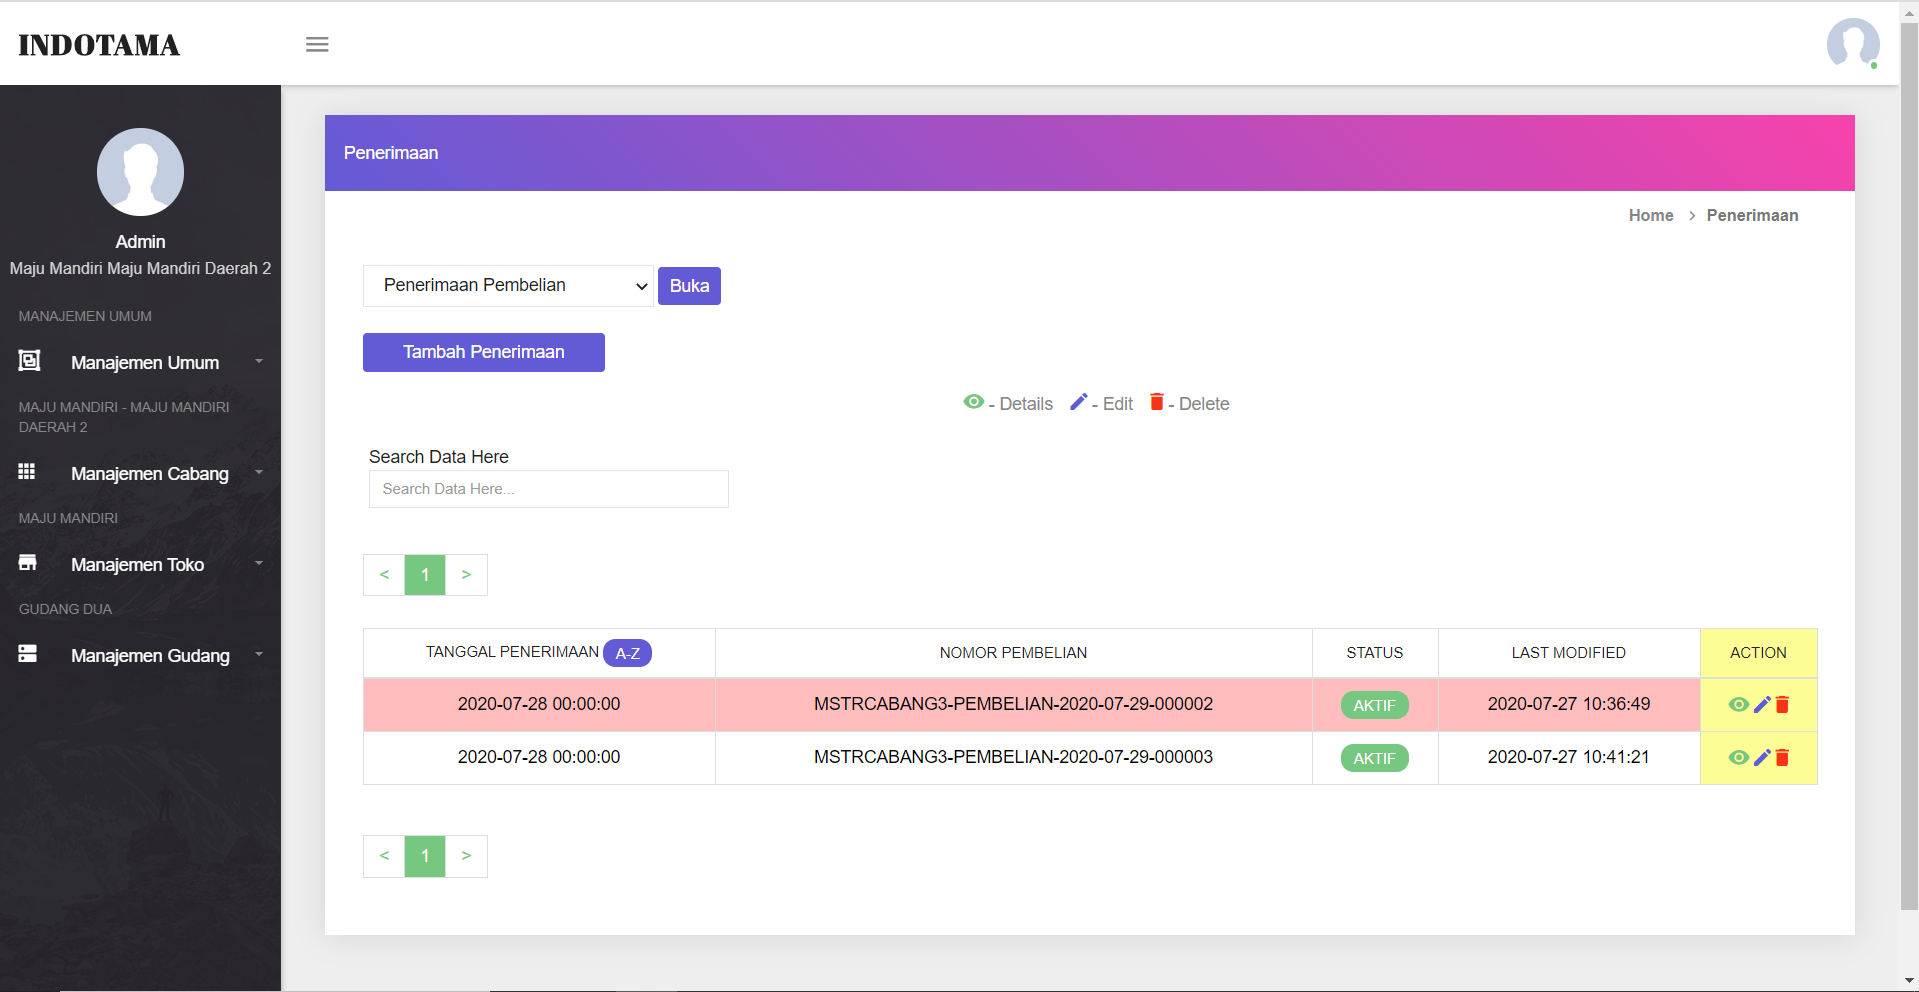 INDOTAMA
Admin
Maju Mandiri Maju Mandiri Daerah 2
MANAJEMEN UMUM
Manajemen Umum
MAJU MANDIRI - MAJU MANDIRI
DAERAH 2
Manajemen Cabang
MAJU MANDIRI
Manajemen Toko
GUDANG DUA
Manajemen Gudang
Penerimaan
Home > Penerimaan
Penerimaan Pembelian Buka
Tambah Penerimaan
- Details - Edit - Delete
Search Data Here
Search Data Here...
< 1 >
TANGGAL PENERIMAAN A-Z NOMOR PEMBELIAN STATUS LAST MODIFIED ACTION
2020-07-28 00:00:00 MSTRCABANG3-PEMBELIAN-2020-07-29-000002 AKTIF 2020-07-27 10:36:49
2020-07-28 00:00:00 MSTRCABANG3-PEMBELIAN-2020-07-29-000003 AKTIF 2020-07-27 10:41:21
< 1 >